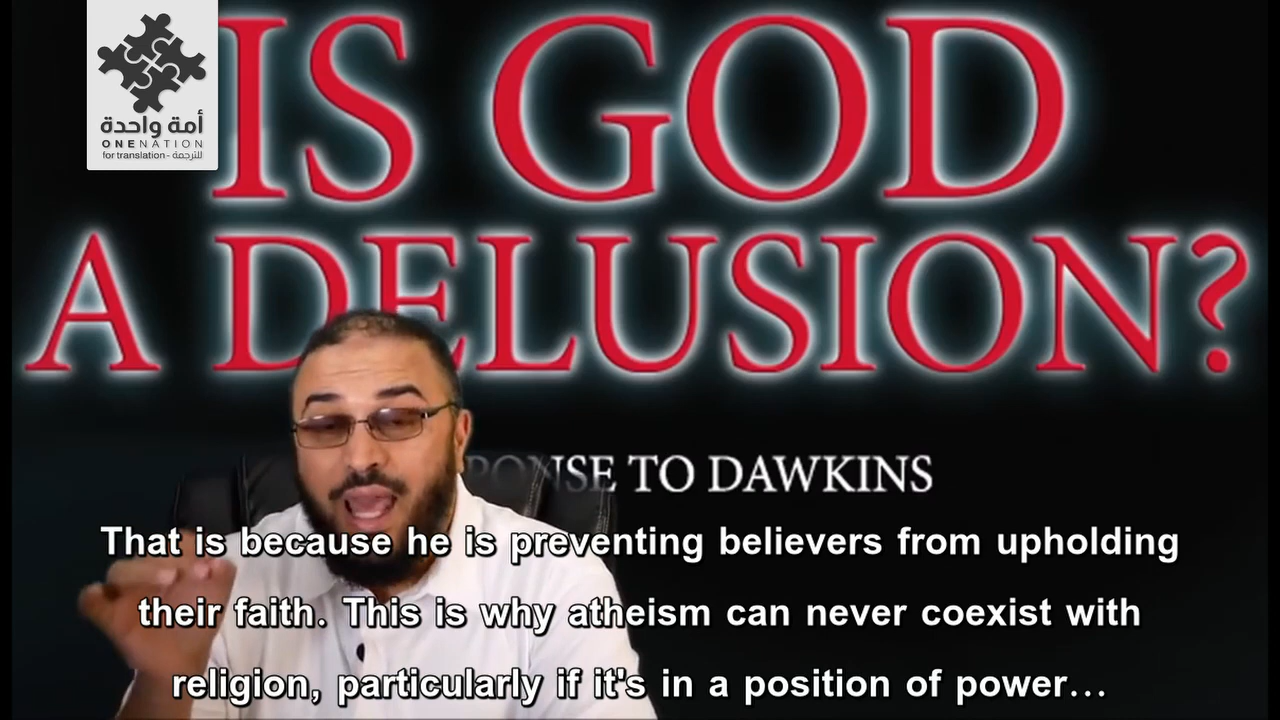 IS GOD
A DELUSION?
أمة واحدة
ONENATION
for translation - للترجمة
TO DAWKINS
That is because he is preventing believers from upholding
their faith. This is why atheism can never coexist with
religion, particularly if it's in a position of power...